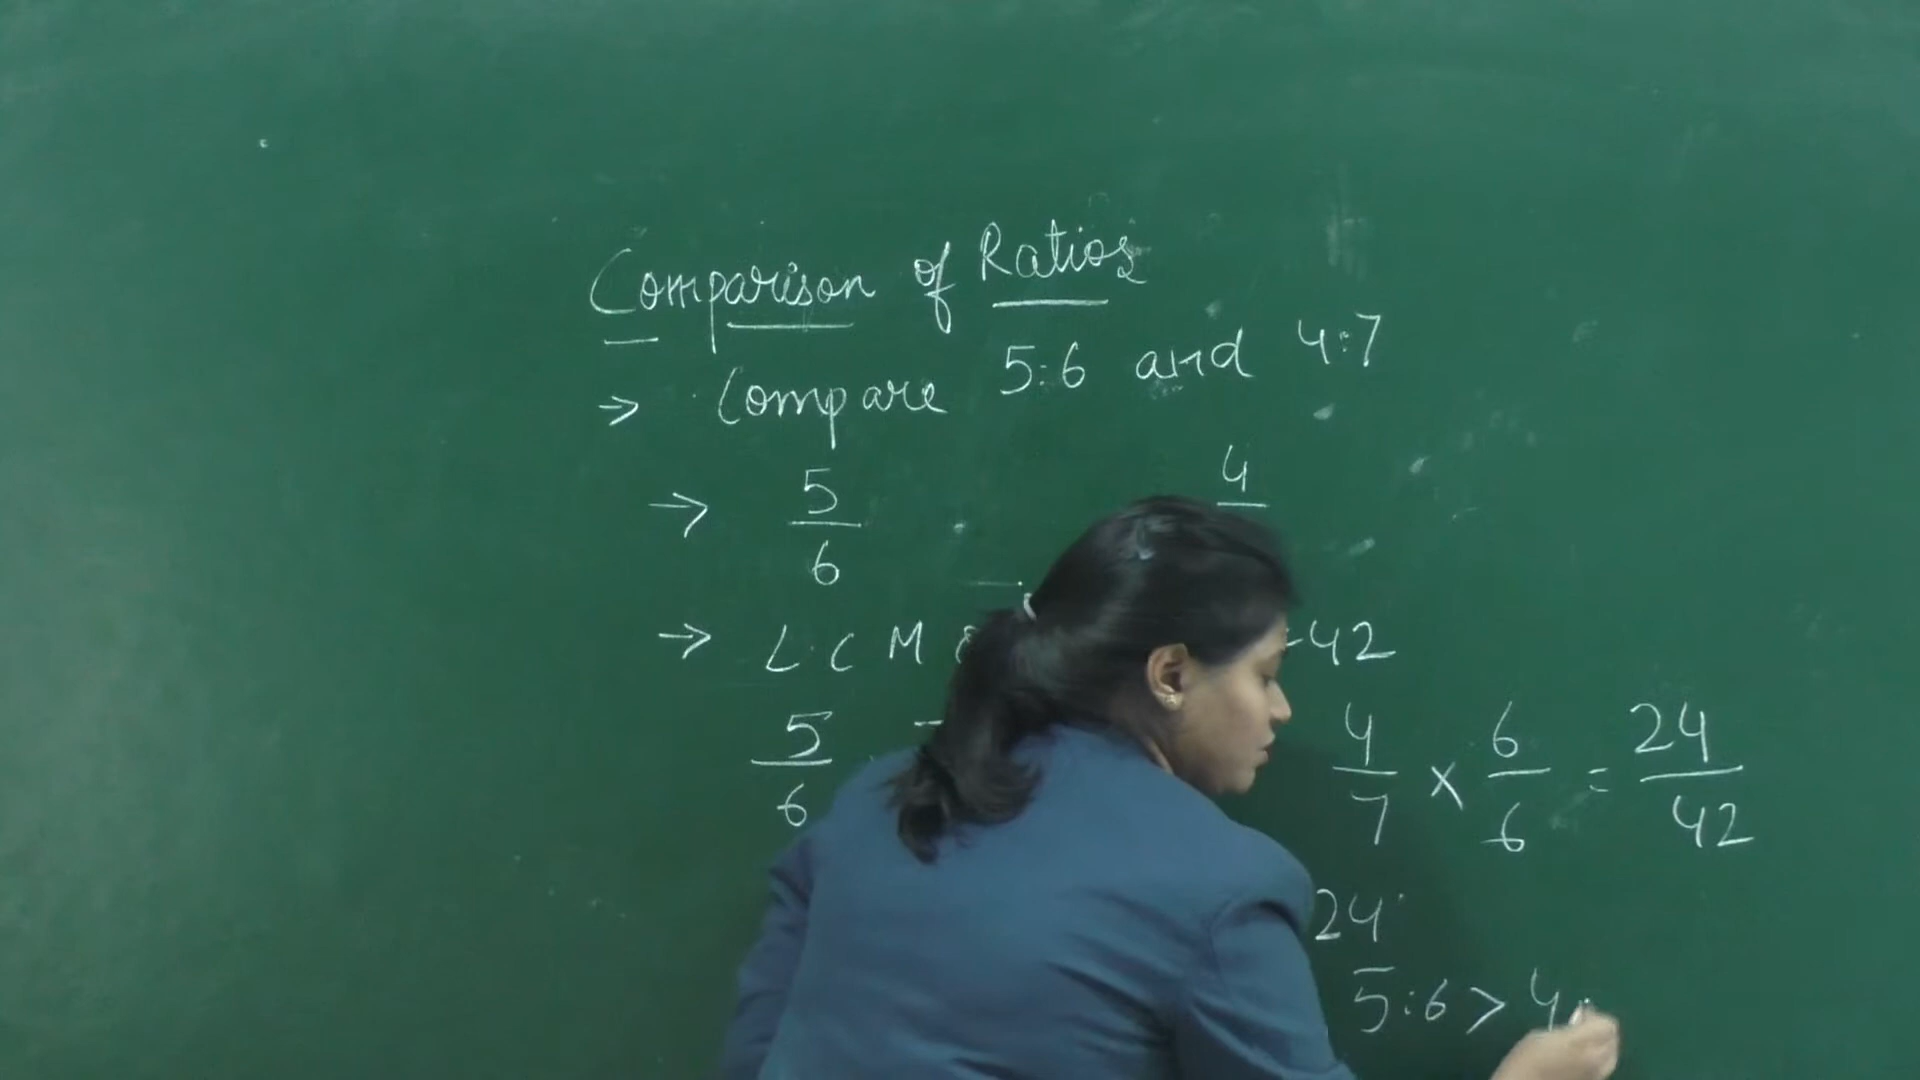 Comparison of Ratios
→ Compare 5:6 and 4:7
→ 5/6 4
→ L.C.M = 42
5/6 4/7 × 6/6 = 24/42
24
5:6 > 4